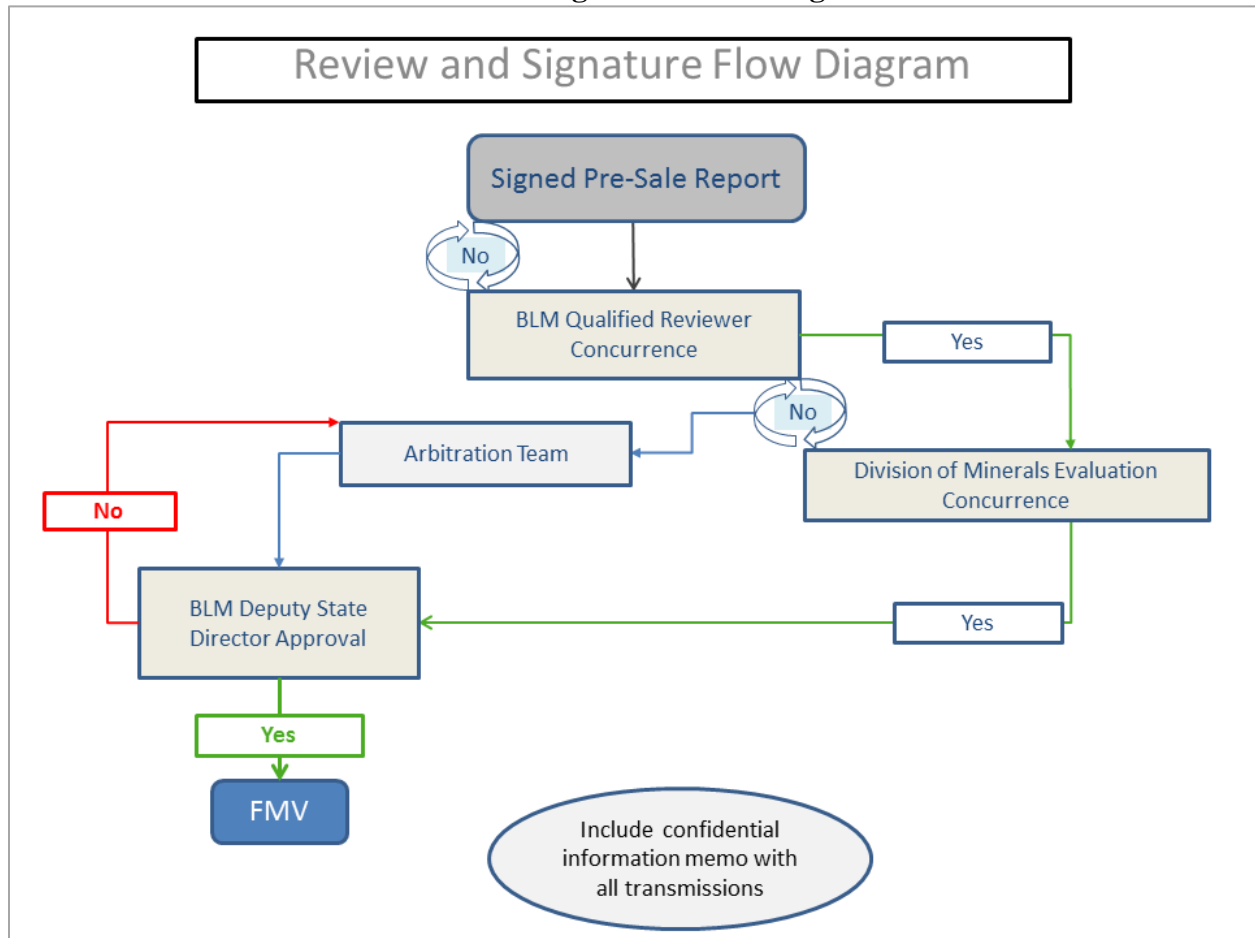 Review and Signature Flow Diagram
Signed Pre-Sale Report
No
BLM Qualified Reviewer
Concurrence
Yes
No
Arbitration Team
Division of Minerals Evaluation
Concurrence
No
BLM Deputy State
Director Approval
Yes
Yes
FMV
Include confidential
information memo with
all transmissions